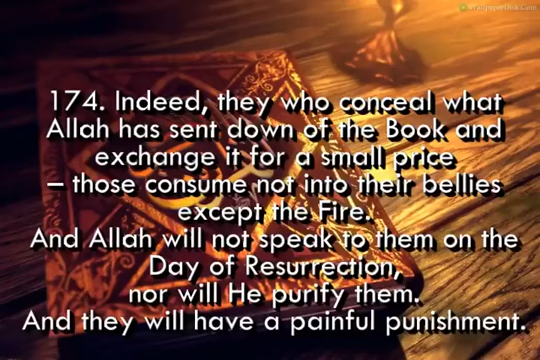 WallpapersDisk.Com
174. Indeed, they who conceal what
Allah has sent down of the Book and
exchange it for a small price
– those consume not into their bellies
except the Fire.
And Allah will not speak to them on the
Day of Resurrection,
nor will He purify them.
And they will have a painful punishment.